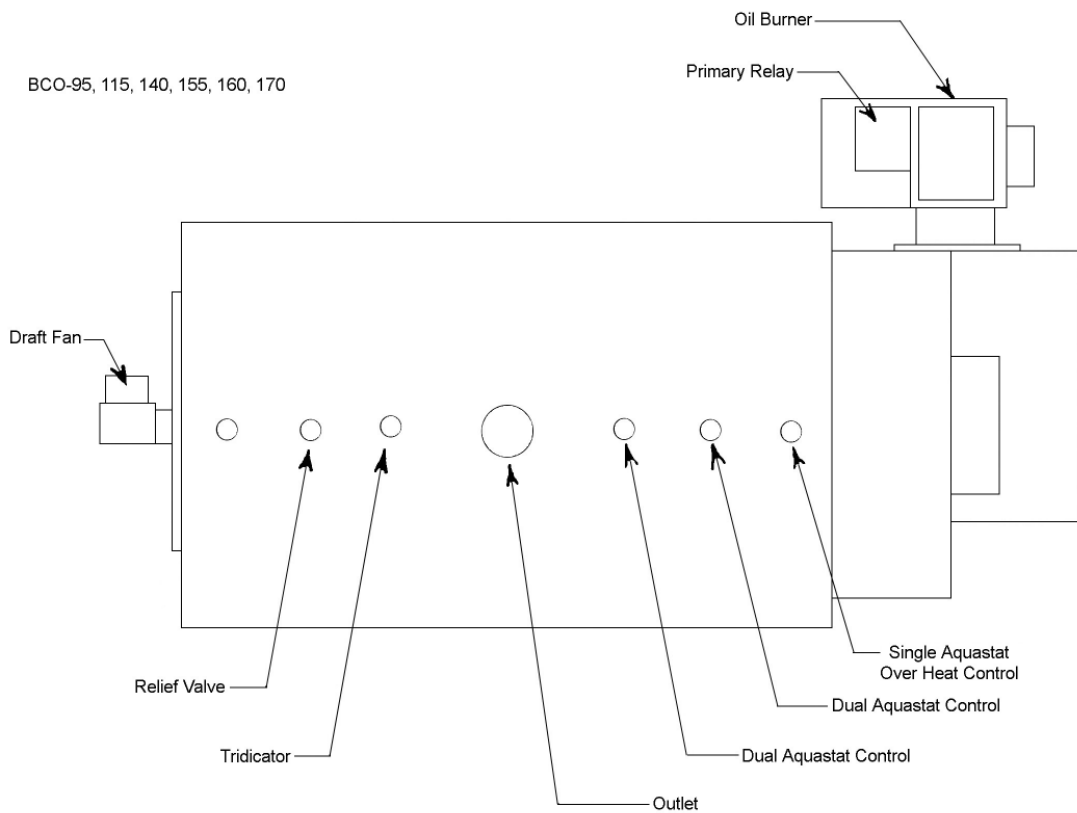 Oil Burner
Primary Relay
BCO-95, 115, 140, 155, 160, 170
Draft Fan
Single Aquastat
Over Heat Control
Relief Valve
Dual Aquastat Control
Tridicator
Dual Aquastat Control
Outlet